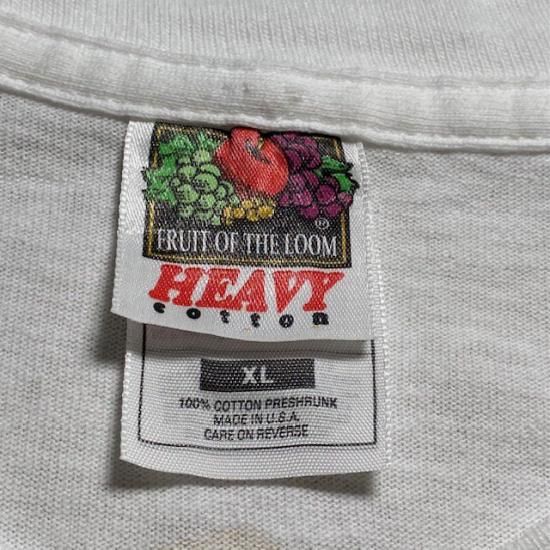 ®
FRUIT OF THE LOOM
HEAVY
cotton
XL
100% COTTON PRESHRUNK
MADE IN U.S.A.
CARE ON REVERSE